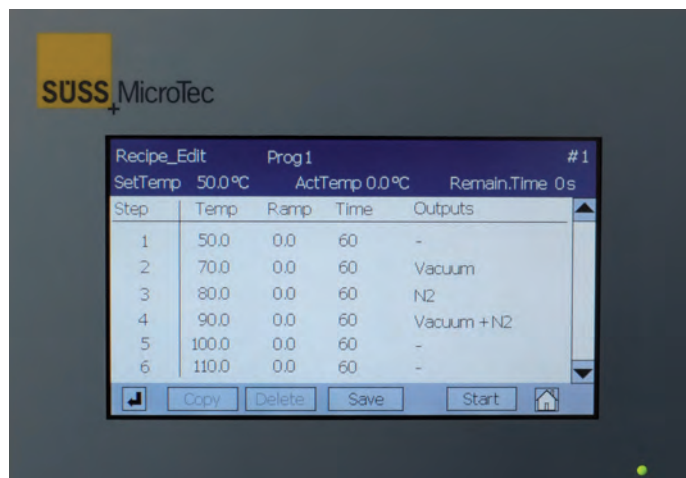 SÜSS
+MicroTec
Recipe_Edit Prog1 #1
SetTemp 50.0ºC ActTemp 0.0ºC Remain.Time 0s
Step Temp Ramp Time Outputs
1 50.0 0.0 60 -
2 70.0 0.0 60 Vacuum
3 80.0 0.0 60 N2
4 90.0 0.0 60 Vacuum + N2
5 100.0 0.0 60 -
6 110.0 0.0 60 -
Copy Delete Save Start